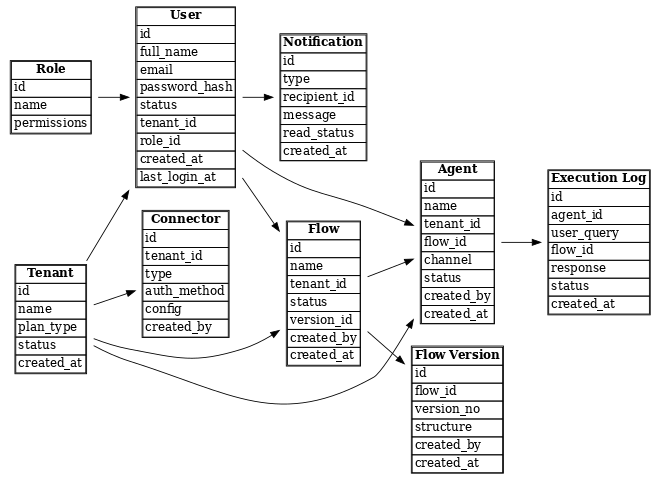 Role
id
name
permissions
User
id
full_name
email
password_hash
status
tenant_id
role_id
created_at
last_login_at
Notification
id
type
recipient_id
message
read_status
created_at
Tenant
id
name
plan_type
status
created_at
Connector
id
tenant_id
type
auth_method
config
created_by
Flow
id
name
tenant_id
status
version_id
created_by
created_at
Agent
id
name
tenant_id
flow_id
channel
status
created_by
created_at
Flow Version
id
flow_id
version_no
structure
created_by
created_at
Execution Log
id
agent_id
user_query
flow_id
response
status
created_at